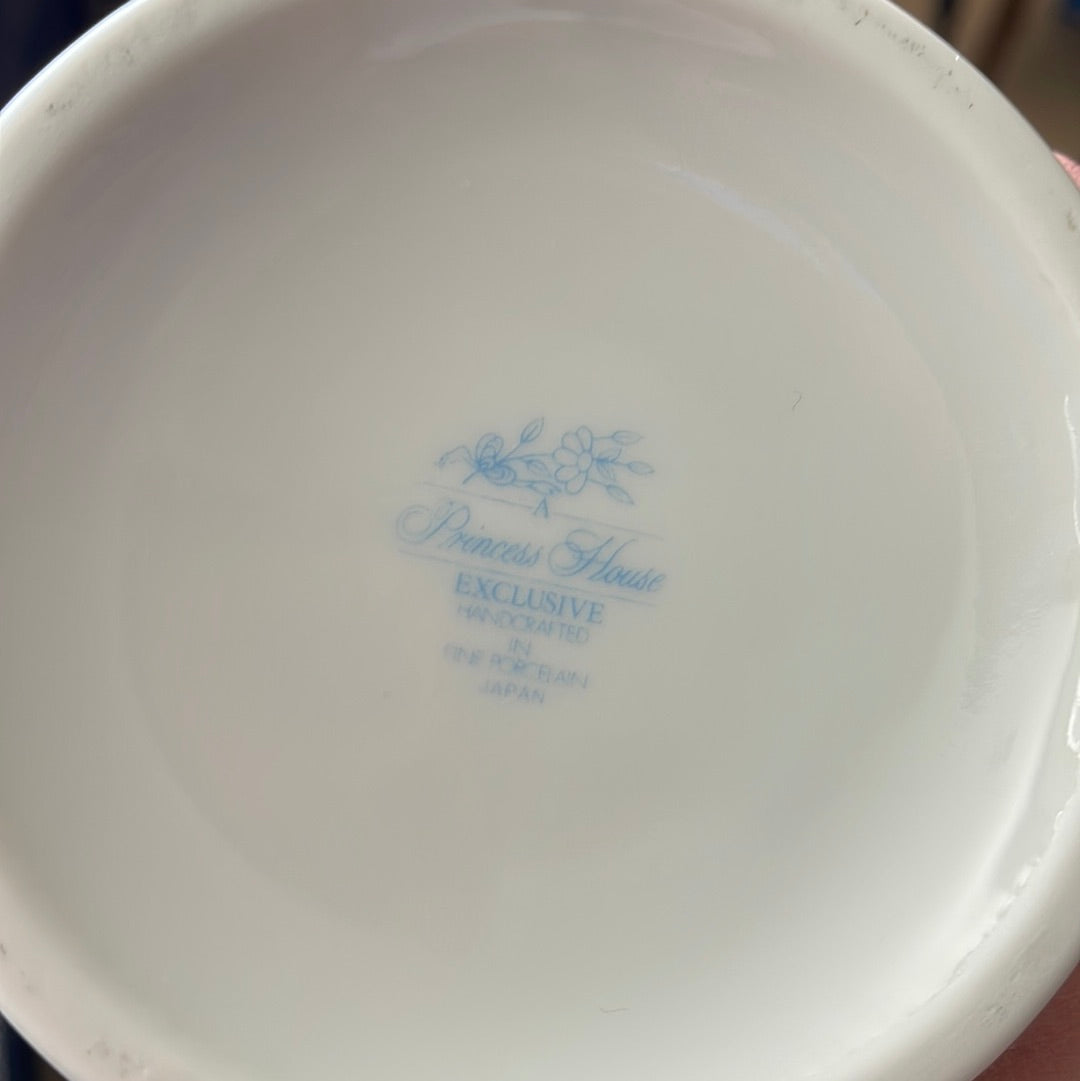 A
Princess House
EXCLUSIVE
HANDCRAFTED
IN
FINE PORCELAIN
JAPAN